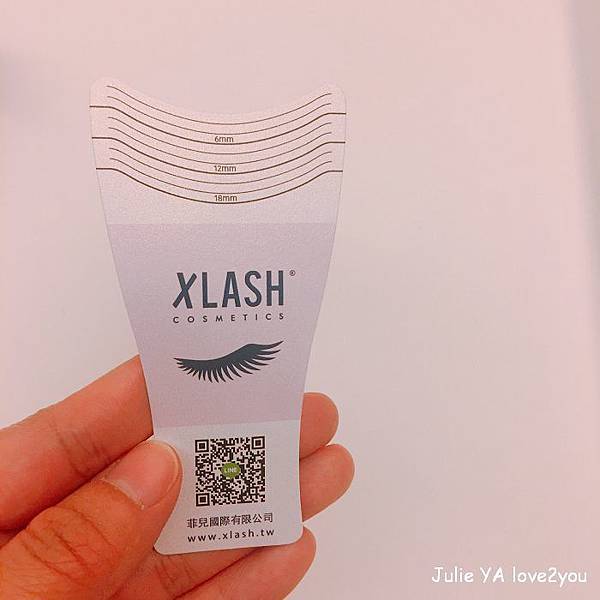 6mm
12mm
18mm
XLASH®
COSMETICS
LINE
菲兒國際有限公司
www.xlash.tw
Julie YA love2you